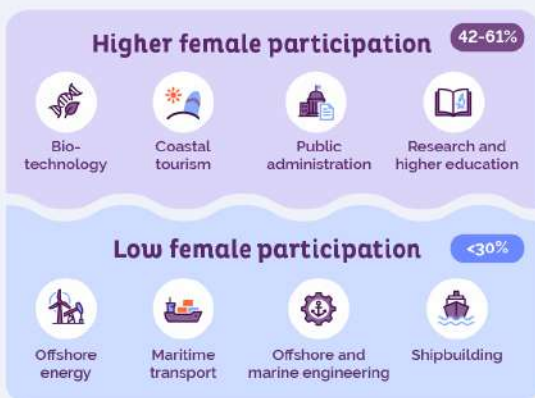 Higher female participation
42-61%
Bio-
technology
Coastal
tourism
Public
administration
Research and
higher education
Low female participation
<30%
Offshore
energy
Maritime
transport
Offshore and
marine engineering
Shipbuilding